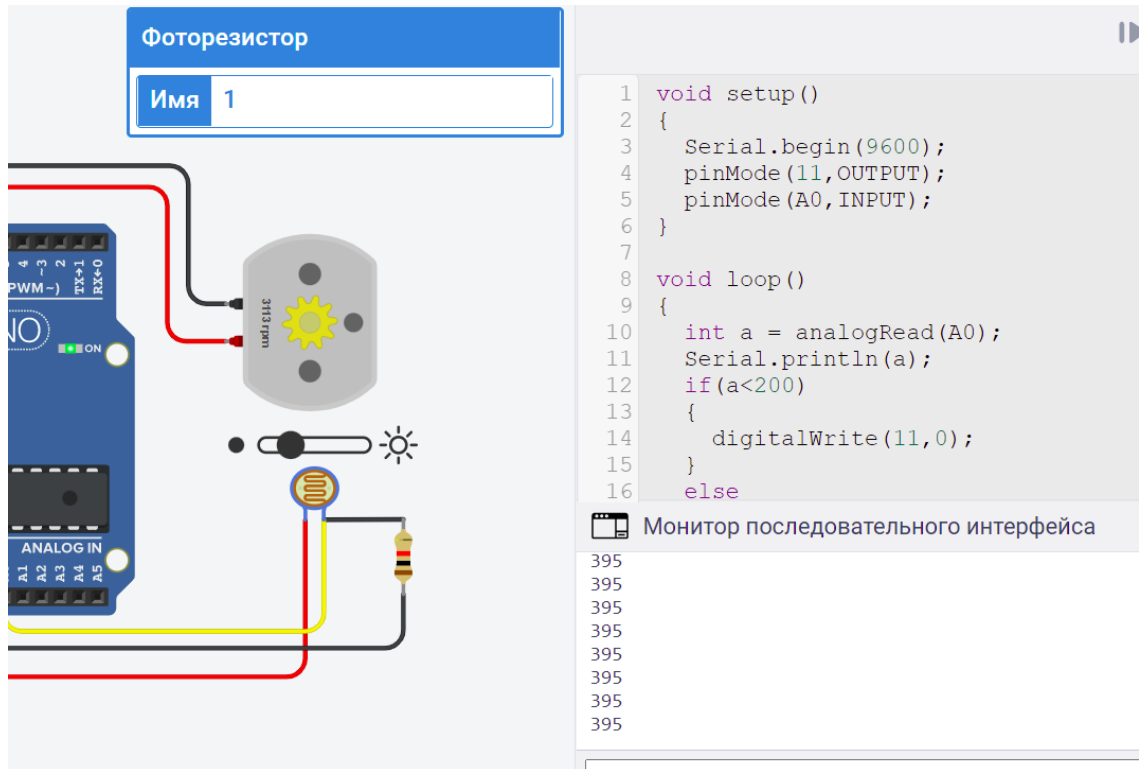 Фоторезистор
Имя 1
4
~3
2
TX→1
RX←0
PWM~)
NO
ON
3113 rpm
ANALOG IN
A1
A2
A3
A4
A5
1 void setup()
2 {
3 Serial.begin(9600);
4 pinMode(11,OUTPUT);
5 pinMode(A0,INPUT);
6 }
7
8 void loop()
9 {
10 int a = analogRead(A0);
11 Serial.println(a);
12 if(a<200)
13 {
14 digitalWrite(11,0);
15 }
16 else
Монитор последовательного интерфейса
395
395
395
395
395
395
395
395